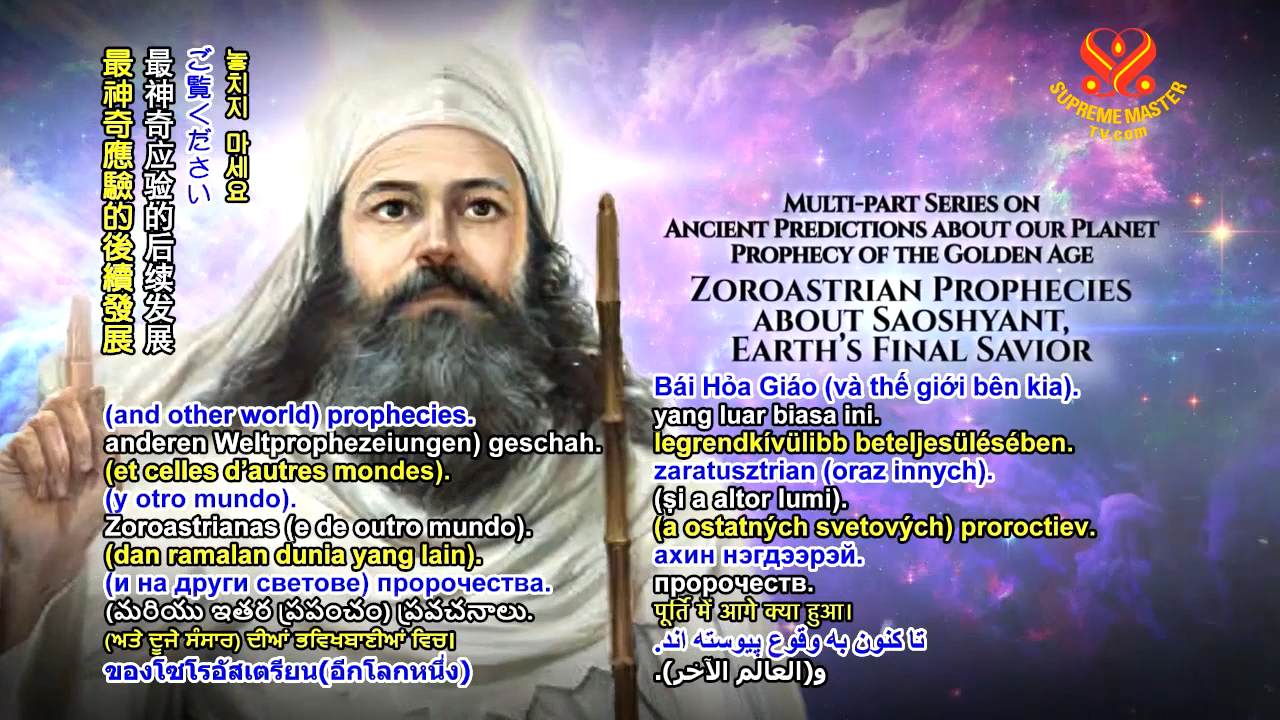 놓치지 마세요
ご覧ください
最神奇应验的后续发展
最神奇應驗的後續發展
SUPREME MASTER
TV.com
MULTI-PART SERIES ON
ANCIENT PREDICTIONS ABOUT OUR PLANET
PROPHECY OF THE GOLDEN AGE
ZOROASTRIAN PROPHECIES
ABOUT SAOSHYANT,
EARTH'S FINAL SAVIOR
(and other world) prophecies.
anderen Weltprophezeiungen) geschah.
(et celles d'autres mondes).
(y otro mundo).
Zoroastrianas (e de outro mundo).
(dan ramalan dunia yang lain).
(и на други светове) пророчества.
(మరియు ఇతర ప్రపంచం) ప్రవచనాలు.
(ਅਤੇ ਦੂਜੇ ਸੰਸਾਰ) ਦੀਆਂ ਭਵਿਖਬਾਣੀਆਂ ਵਿਚ।
ของโซโรอัสเตรียน(อีกโลกหนึ่ง)
Bái Hỏa Giáo (và thế giới bên kia).
yang luar biasa ini.
legrendkívülibb beteljesülésében.
zaratusztrian (oraz innych).
(și a altor lumi).
(a ostatných svetových) proroctiev.
ахин нэгдээрэй.
пророчеств.
पूर्ति में आगे क्या हुआ।
تا کنون به وقوع پیوسته اند.
و(العالم الآخر).